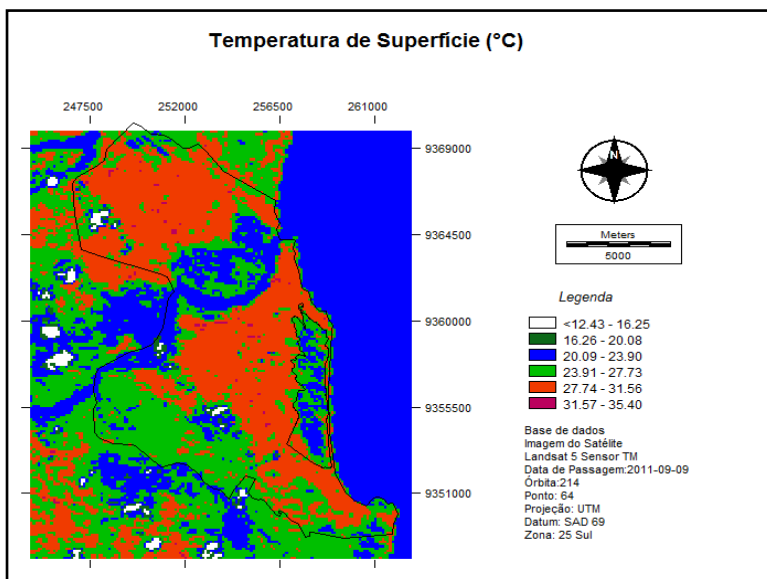 Temperatura de Superfície (°C)
247500 252000 256500 261000
9369000
9364500
9360000
9355500
9351000
N
Meters
5000
Legenda
<12.43 - 16.25
16.26 - 20.08
20.09 - 23.90
23.91 - 27.73
27.74 - 31.56
31.57 - 35.40
Base de dados
Imagem do Satélite
Landsat 5 Sensor TM
Data de Passagem:2011-09-09
Órbita:214
Ponto: 64
Projeção: UTM
Datum: SAD 69
Zona: 25 Sul